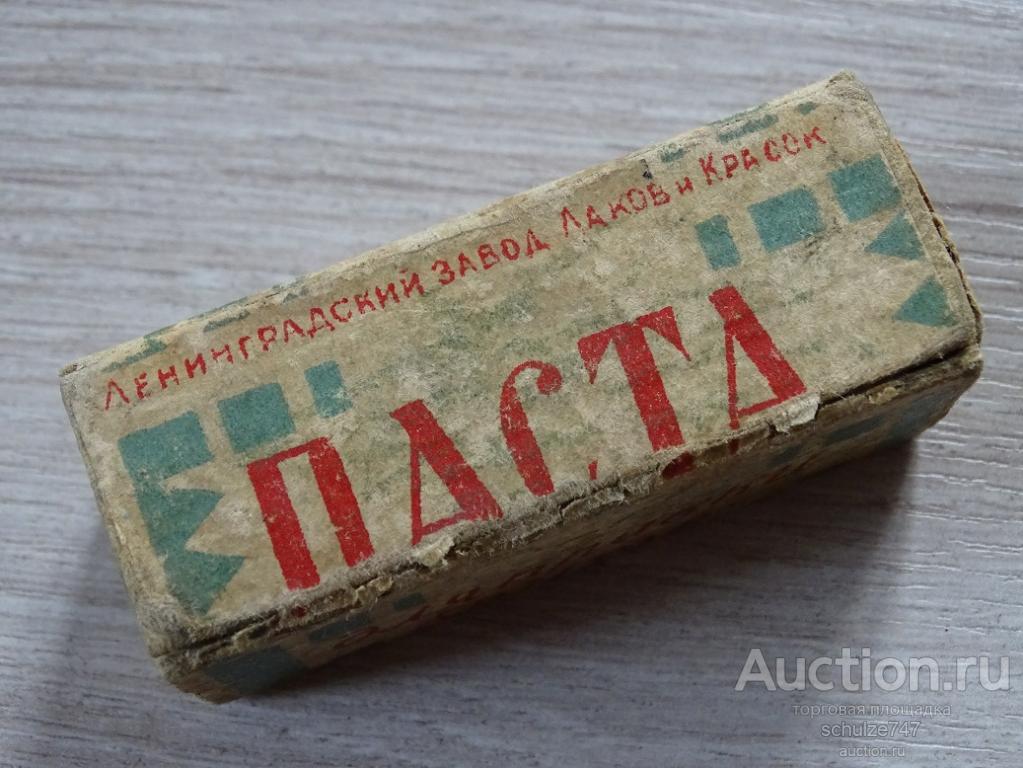 Ленинградский Завод Лаков и Красок
ПАСТА
Auction.ru
торговая площадка
schulze747
auction.ru